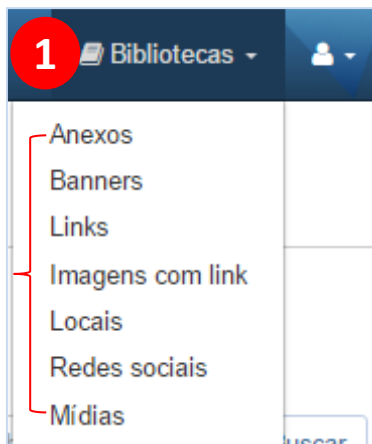 1 Bibliotecas
Anexos
Banners
Links
Imagens com link
Locais
Redes sociais
Mídias